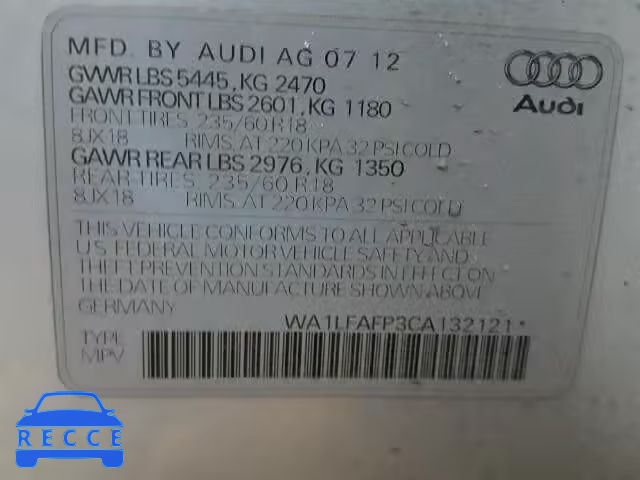 MFD. BY AUDI AG 07 12
GVWR LBS 5445, KG 2470
GAWR FRONT LBS 2601, KG 1180
FRONT TIRES 235/60 R18
8JX18 RIMS, AT 220 KPA 32 PSI COLD
GAWR REAR LBS 2976, KG 1350
REAR TIRES 235/60 R18
8JX18 RIMS, AT 220 KPA 32 PSI COLD
THIS VEHICLE CONFORMS TO ALL APPLICABLE
U.S. FEDERAL MOTOR VEHICLE SAFETY AND
THEFT PREVENTION STANDARDS IN EFFECT ON
THE DATE OF MANUFACTURE SHOWN ABOVE
GERMANY
Audi
WA1LFAFP3CA132121*
TYPE
MPV
RECCE